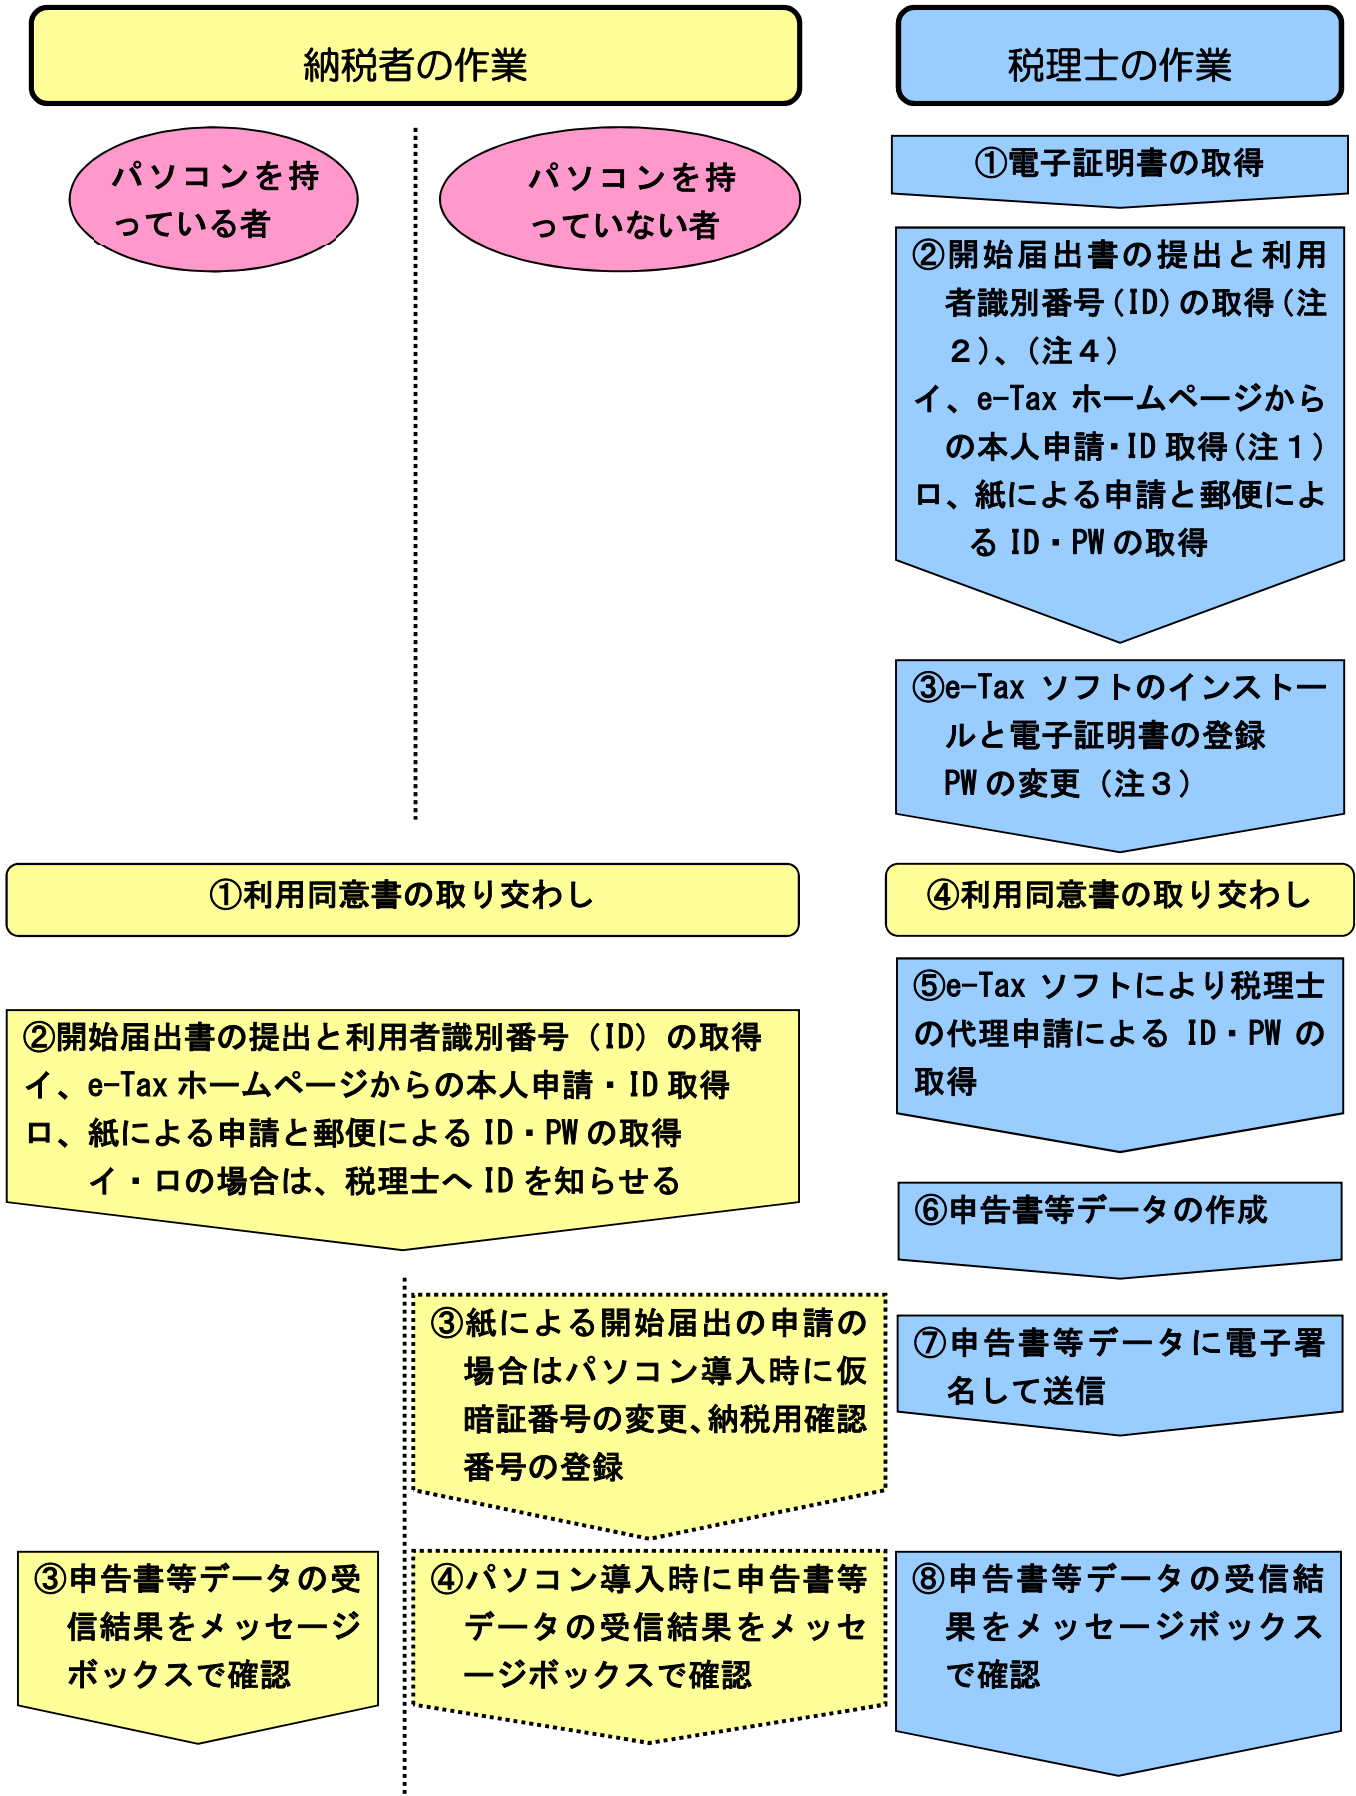 納税者の作業
税理士の作業
パソコンを持
っている者
パソコンを持
っていない者
①電子証明書の取得
②開始届出書の提出と利用
者識別番号(ID)の取得(注
２)、(注４)
イ、e-Tax ホームページから
の本人申請・ID取得(注１)
ロ、紙による申請と郵便によ
る ID・PW の取得
③e-Tax ソフトのインストー
ルと電子証明書の登録
PW の変更（注３）
①利用同意書の取り交わし
④利用同意書の取り交わし
②開始届出書の提出と利用者識別番号（ID）の取得
イ、e-Tax ホームページからの本人申請・ID 取得
ロ、紙による申請と郵便による ID・PW の取得
イ・ロの場合は、税理士へ ID を知らせる
⑤e-Tax ソフトにより税理士
の代理申請による ID・PW の
取得
⑥申告書等データの作成
③紙による開始届出の申請の
場合はパソコン導入時に仮
暗証番号の変更、納税用確認
番号の登録
⑦申告書等データに電子署
名して送信
③申告書等データの受
信結果をメッセージ
ボックスで確認
④パソコン導入時に申告書等
データの受信結果をメッセ
ージボックスで確認
⑧申告書等データの受信結
果をメッセージボックス
で確認